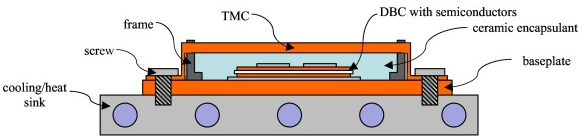 TMC
DBC with semiconductors
frame
ceramic encapsulant
screw
baseplate
cooling/heat
sink